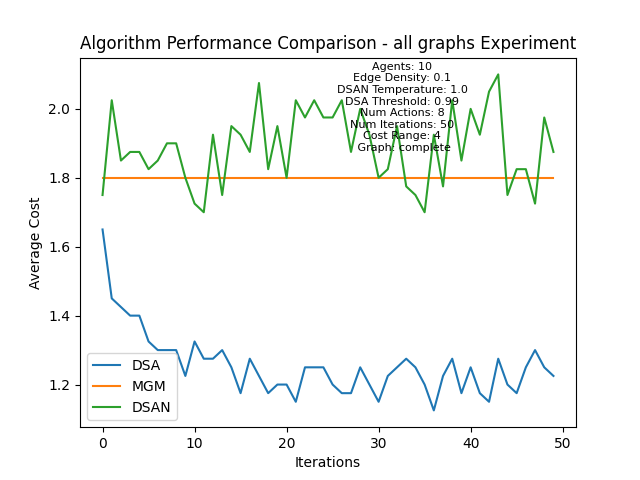 Algorithm Performance Comparison - all graphs Experiment
Agents: 10
Edge Density: 0.1
DSAN Temperature: 1.0
DSA Threshold: 0.99
Num Actions: 8
Num Iterations: 50
Cost Range: 4
Graph: complete
Average Cost
2.0
1.8
1.6
1.4
1.2
DSA
MGM
DSAN
0 10 20 30 40 50
Iterations